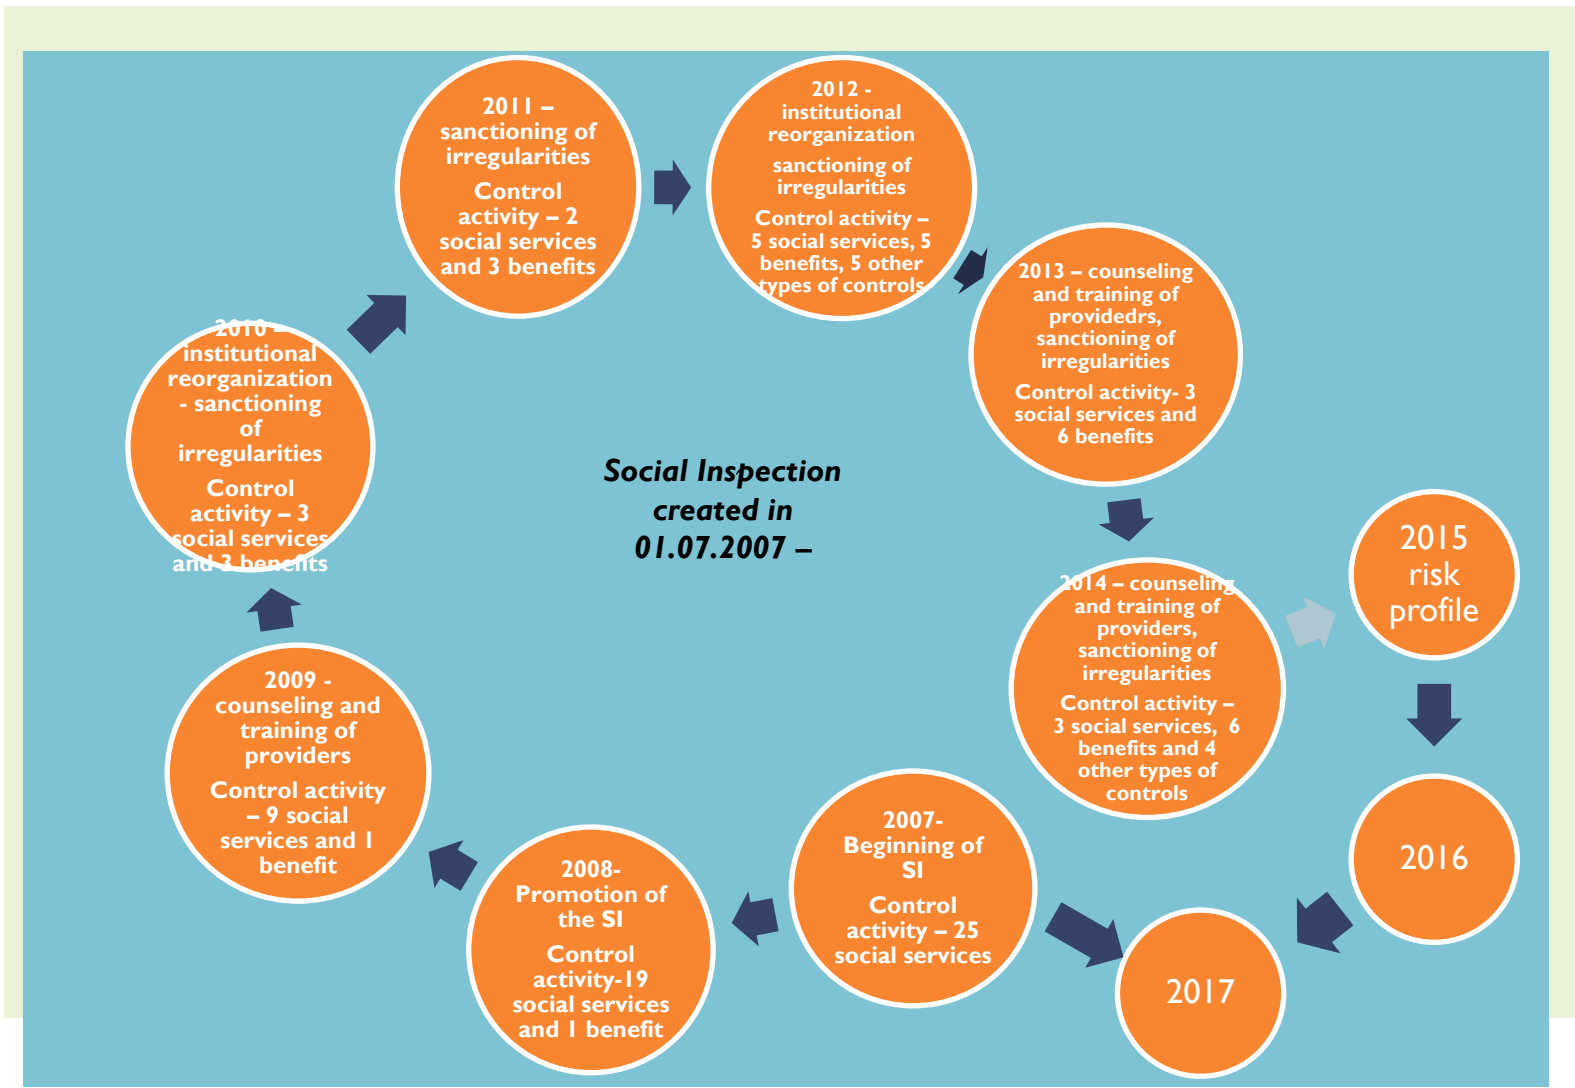 Social Inspection
created in
01.07.2007 –
2007-
Beginning of
SI
Control
activity – 25
social services
2008-
Promotion of
the SI
Control
activity-19
social services
and 1 benefit
2009 -
counseling and
training of
providers
Control activity
– 9 social
services and 1
benefit
2010 –
institutional
reorganization
- sanctioning
of
irregularities
Control
activity – 3
social services
and 3 benefits
2011 –
sanctioning of
irregularities
Control
activity – 2
social services
and 3 benefits
2012 -
institutional
reorganization
sanctioning of
irregularities
Control activity –
5 social services, 5
benefits, 5 other
types of controls
2013 – counseling
and training of
providedrs,
sanctioning of
irregularities
Control activity- 3
social services and
6 benefits
2014 – counseling
and training of
providers,
sanctioning of
irregularities
Control activity –
3 social services, 6
benefits and 4
other types of
controls
2015
risk
profile
2016
2017